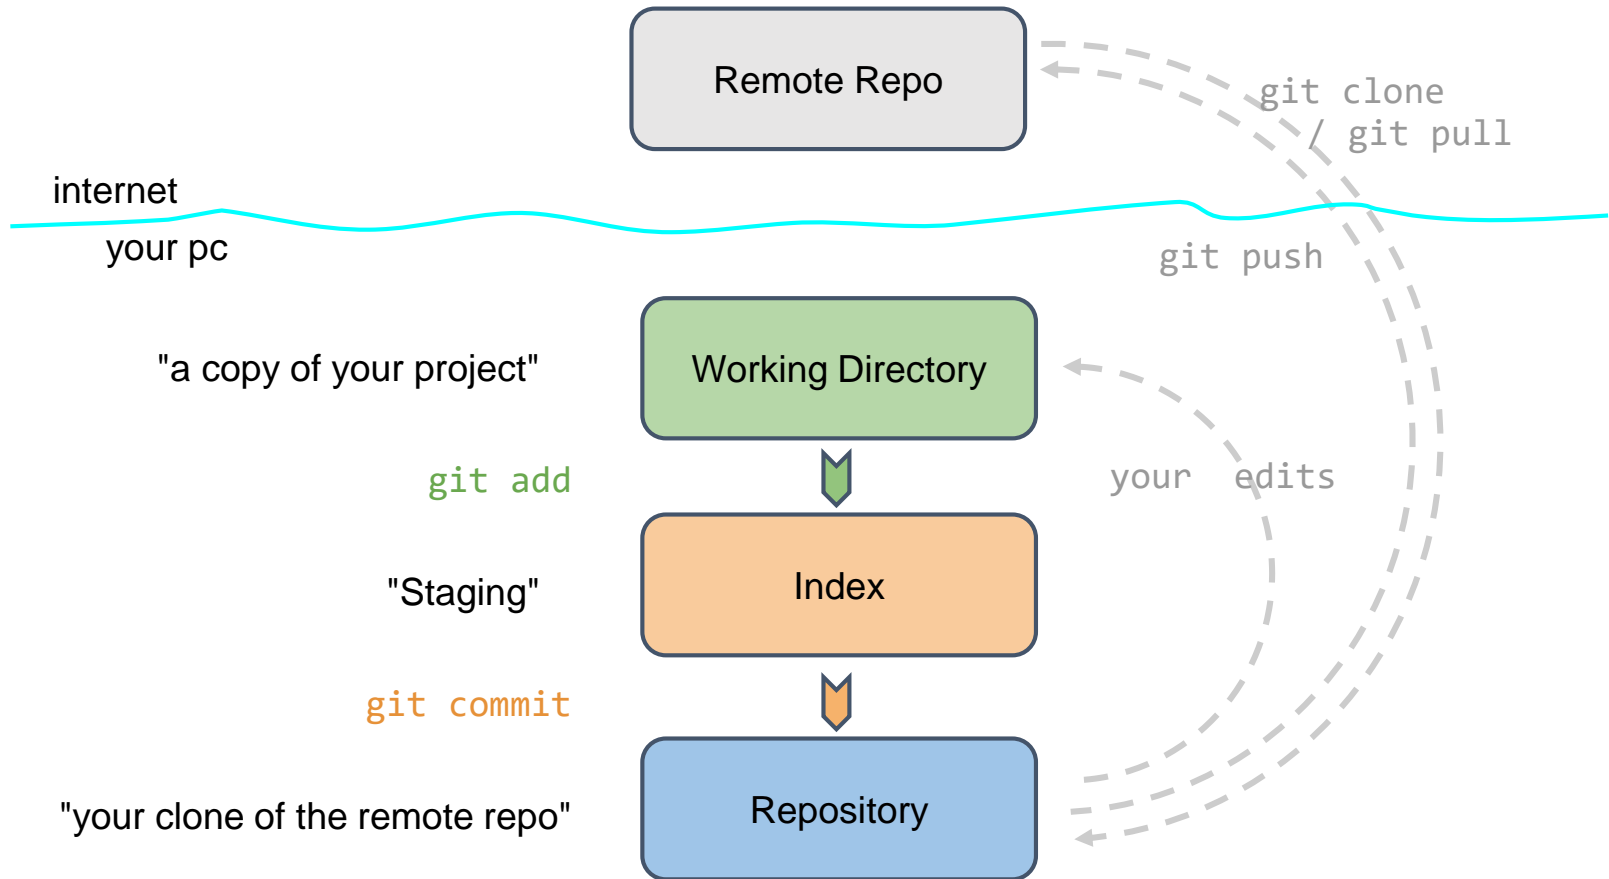 Remote Repo
git clone
/ git pull
internet
your pc
git push
"a copy of your project"
Working Directory
git add
your edits
"Staging"
Index
git commit
"your clone of the remote repo"
Repository